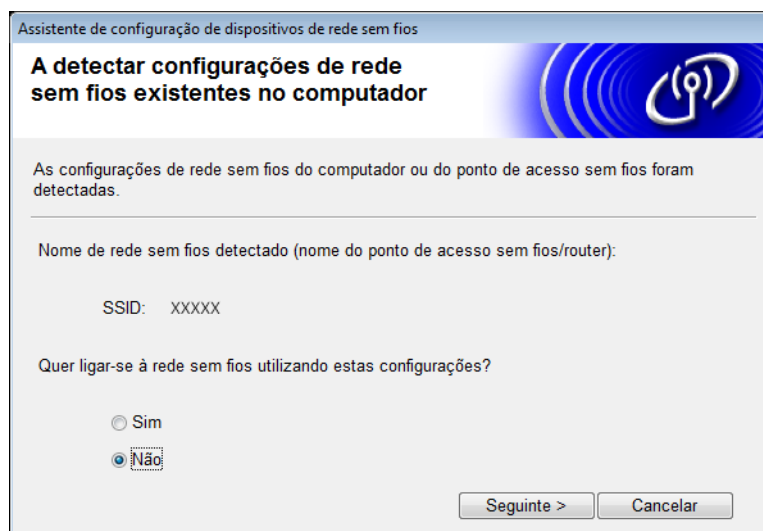 Assistente de configuração de dispositivos de rede sem fios
A detectar configurações de rede
sem fios existentes no computador
As configurações de rede sem fios do computador ou do ponto de acesso sem fios foram
detectadas.
Nome de rede sem fios detectado (nome do ponto de acesso sem fios/router):
SSID: XXXXX
Quer ligar-se à rede sem fios utilizando estas configurações?
Sim
Não
Seguinte > Cancelar